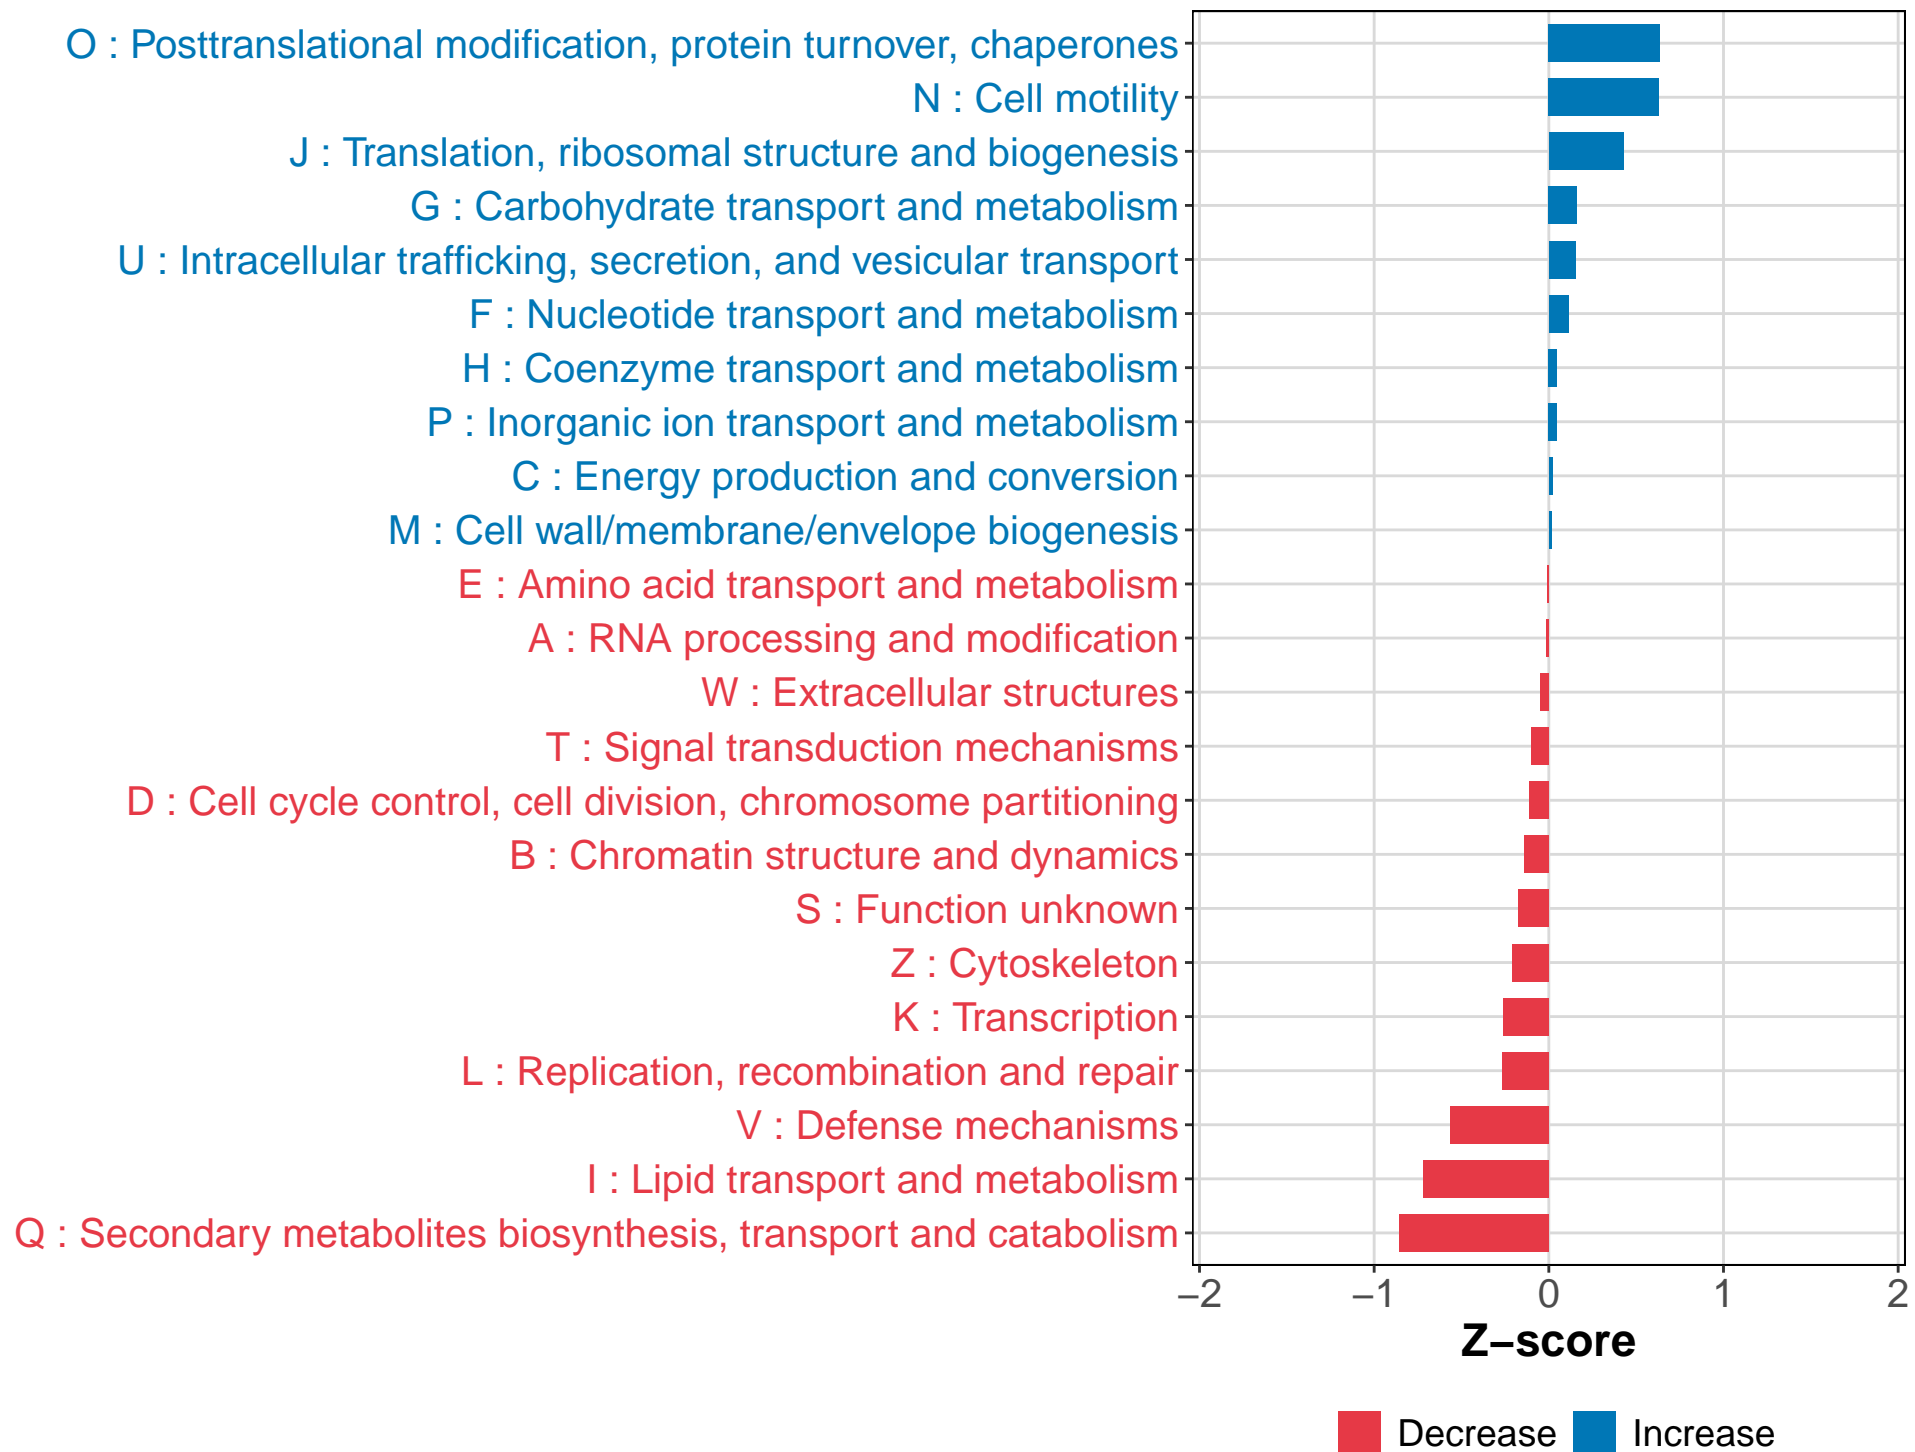 O : Posttranslational modification, protein turnover, chaperones
N : Cell motility
J : Translation, ribosomal structure and biogenesis
G : Carbohydrate transport and metabolism
U : Intracellular trafficking, secretion, and vesicular transport
F : Nucleotide transport and metabolism
H : Coenzyme transport and metabolism
P : Inorganic ion transport and metabolism
C : Energy production and conversion
M : Cell wall/membrane/envelope biogenesis
E : Amino acid transport and metabolism
A : RNA processing and modification
W : Extracellular structures
T : Signal transduction mechanisms
D : Cell cycle control, cell division, chromosome partitioning
B : Chromatin structure and dynamics
S : Function unknown
Z : Cytoskeleton
K : Transcription
L : Replication, recombination and repair
V : Defense mechanisms
I : Lipid transport and metabolism
Q : Secondary metabolites biosynthesis, transport and catabolism
−2 −1 0 1 2
Z−score
Decrease Increase